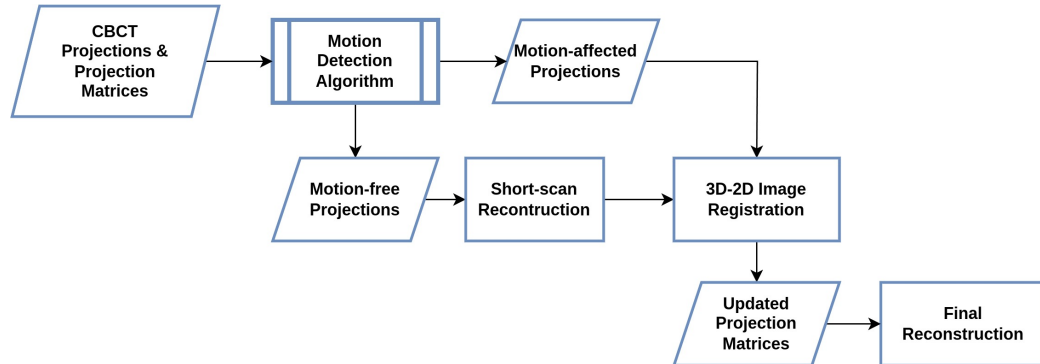 CBCT
Projections &
Projection
Matrices
Motion
Detection
Algorithm
Motion-affected
Projections
Motion-free
Projections
Short-scan
Recontruction
3D-2D Image
Registration
Updated
Projection
Matrices
Final
Reconstruction